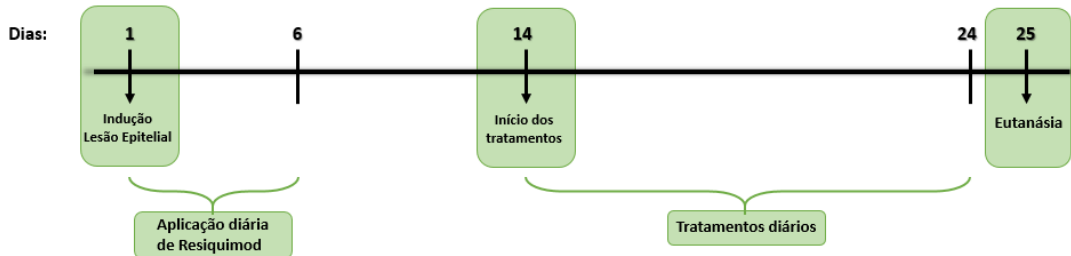 Dias: 1 6 14 24 25
Indução
Lesão Epitelial
Início dos
tratamentos
Eutanásia
Aplicação diária
de Resiquimod
Tratamentos diários